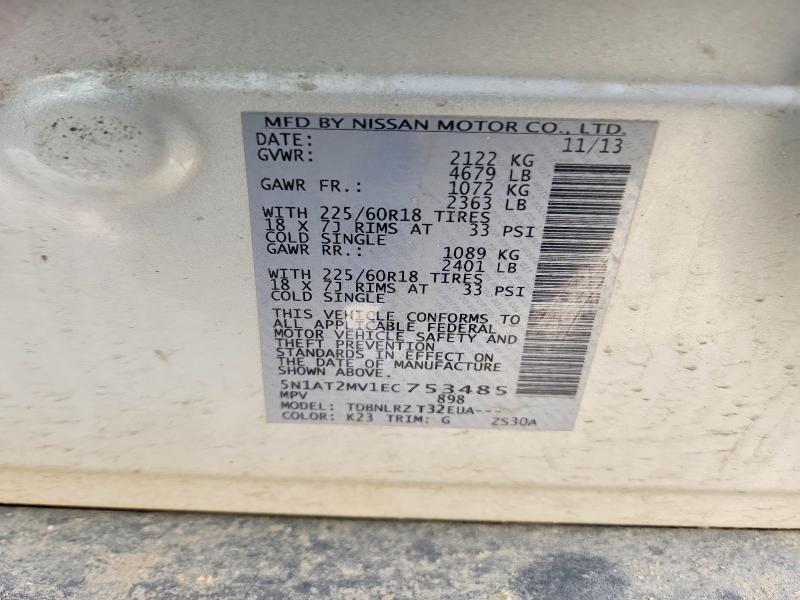 MFD BY NISSAN MOTOR CO., LTD.
DATE: 11/13
GVWR: 2122 KG
4679 LB
GAWR FR.: 1072 KG
2363 LB
WITH 225/60R18 TIRES
18 X 7J RIMS AT 33 PSI
COLD SINGLE
GAWR RR.: 1089 KG
2401 LB
WITH 225/60R18 TIRES
18 X 7J RIMS AT 33 PSI
COLD SINGLE
THIS VEHICLE CONFORMS TO
ALL APPLICABLE FEDERAL
MOTOR VEHICLE SAFETY AND
THEFT PREVENTION
STANDARDS IN EFFECT ON
THE DATE OF MANUFACTURE
SHOWN ABOVE.
5N1AT2MV1EC753485
MPV 898
MODEL: TDBNLRZ T32EUA---
COLOR: K23 TRIM: G ZS30A